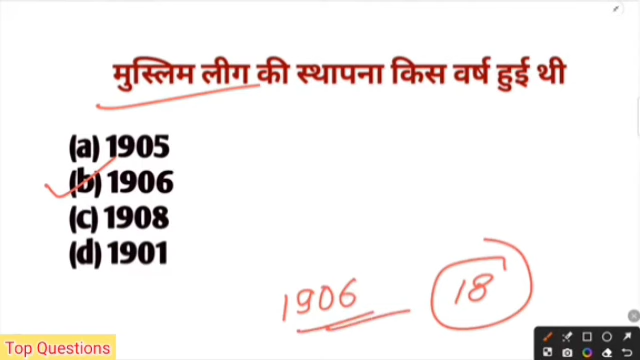 मुस्लिम लीग की स्थापना किस वर्ष हुई थी
(a) 1905
(b) 1906
(c) 1908
(d) 1901
1906
18
Top Questions